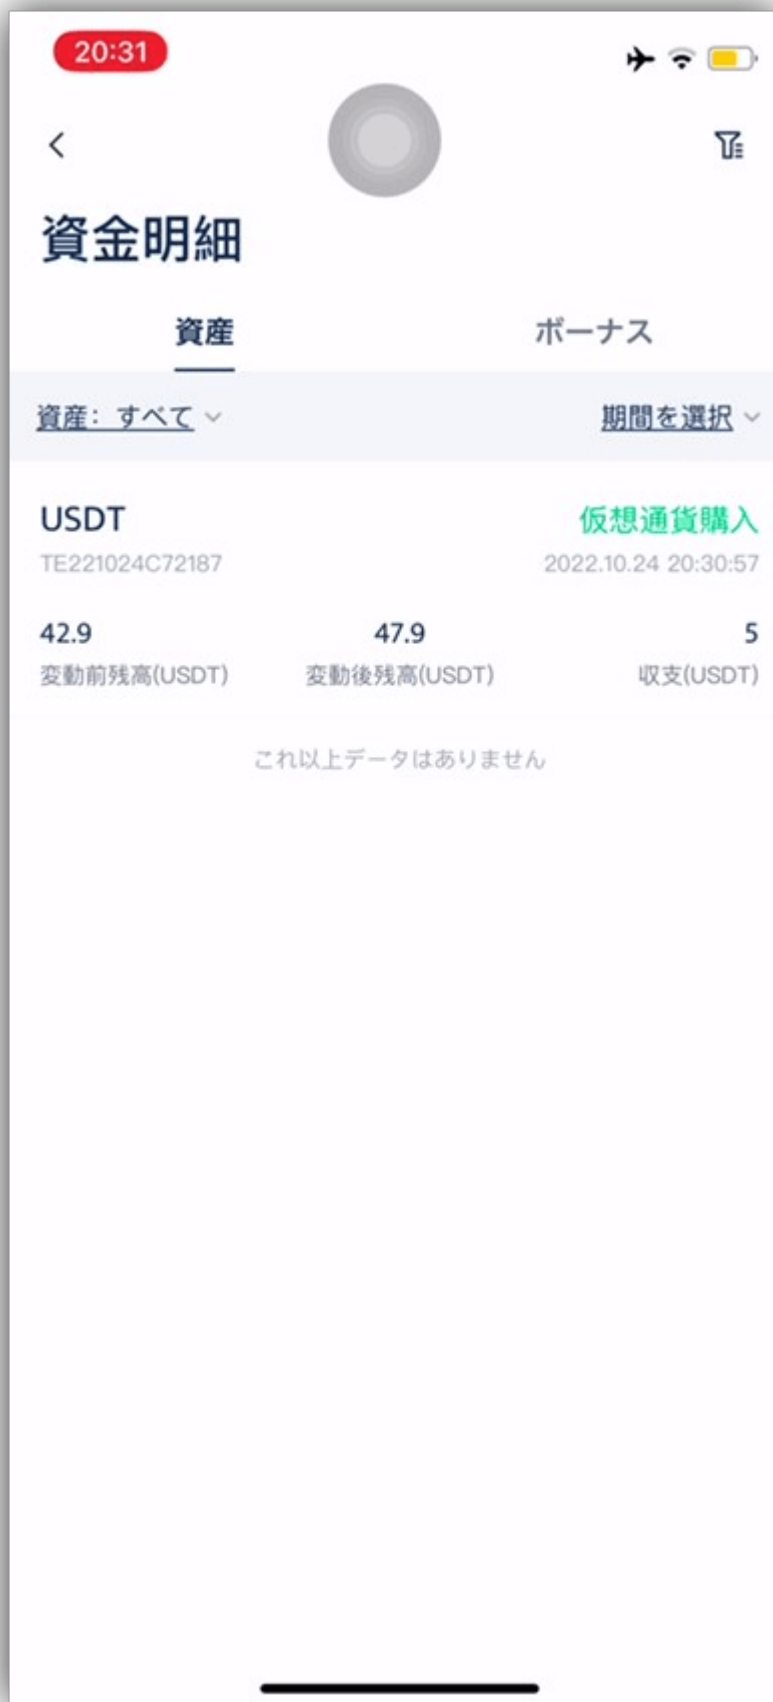 20:31
資金明細
資産 ボーナス
資産: すべて 期間を選択
USDT 仮想通貨購入
TE221024C72187 2022.10.24 20:30:57
42.9 47.9 5
変動前残高(USDT) 変動後残高(USDT) 収支(USDT)
これ以上データはありません